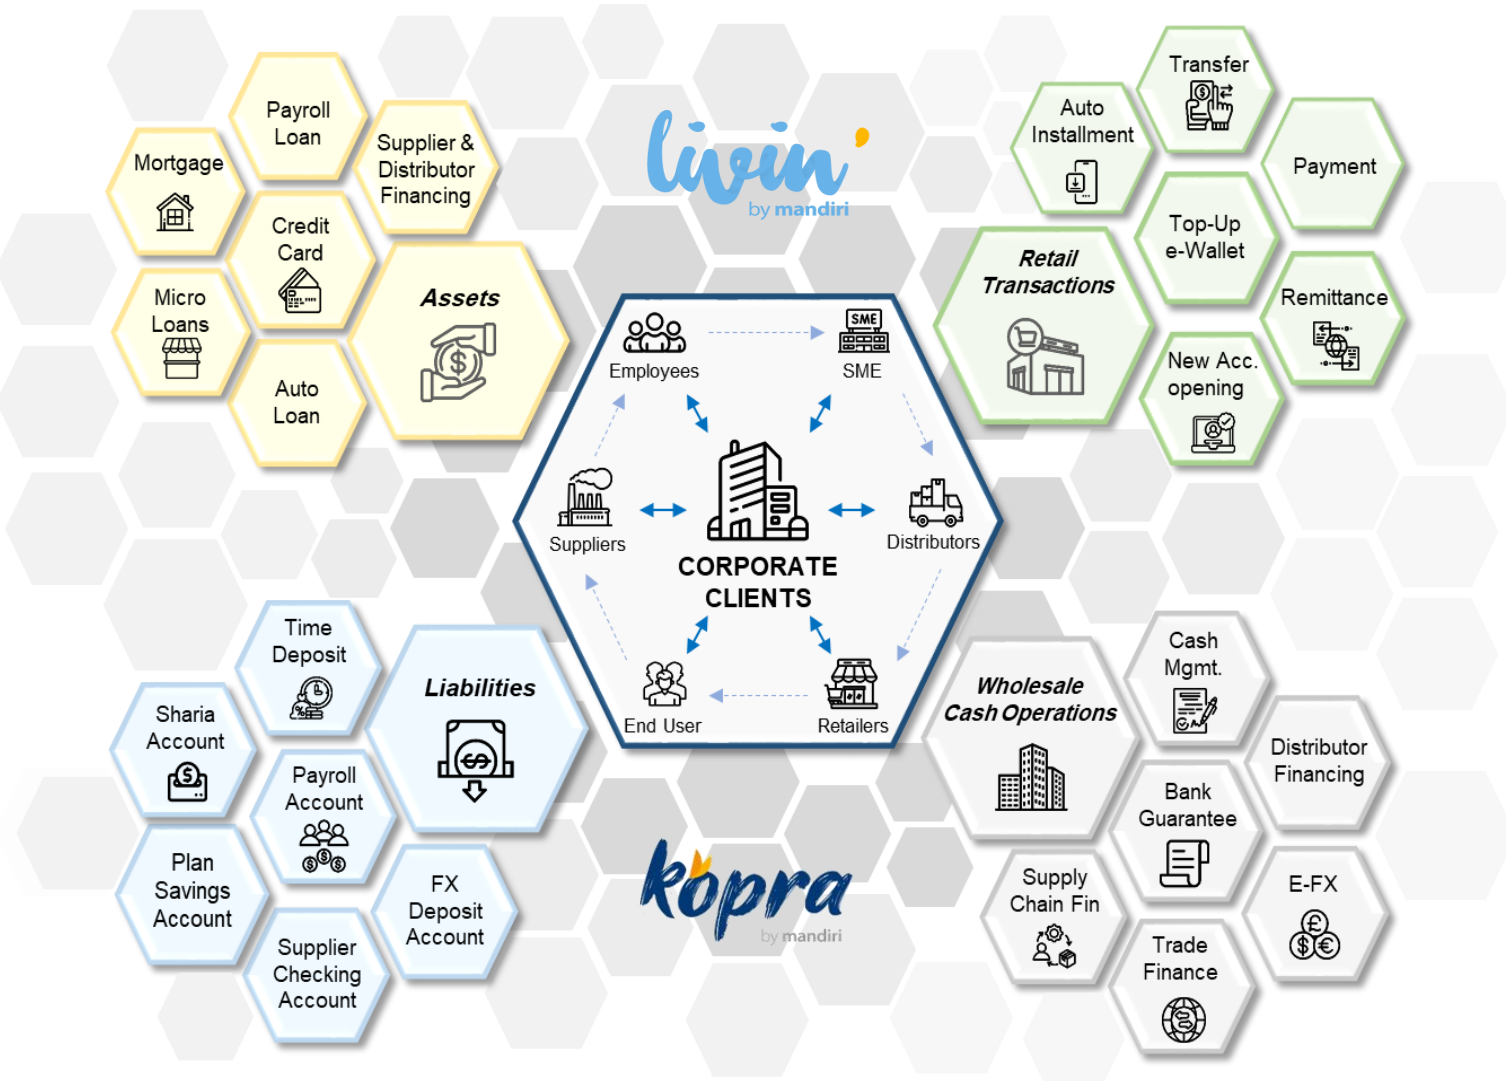 Payroll
Loan
Mortgage
Supplier &
Distributor
Financing
Credit
Card
Micro
Loans
Auto
Loan
Assets
livin'
by mandiri
Transfer
Auto
Installment
Payment
Top-Up
e-Wallet
Retail
Transactions
Remittance
New Acc.
opening
Employees
SME
SME
Suppliers
Distributors
CORPORATE
CLIENTS
End User
Retailers
Time
Deposit
Liabilities
Sharia
Account
Payroll
Account
Plan
Savings
Account
FX
Deposit
Account
Supplier
Checking
Account
kopra
by mandiri
Wholesale
Cash Operations
Cash
Mgmt.
Distributor
Financing
Bank
Guarantee
Supply
Chain Fin
E-FX
Trade
Finance